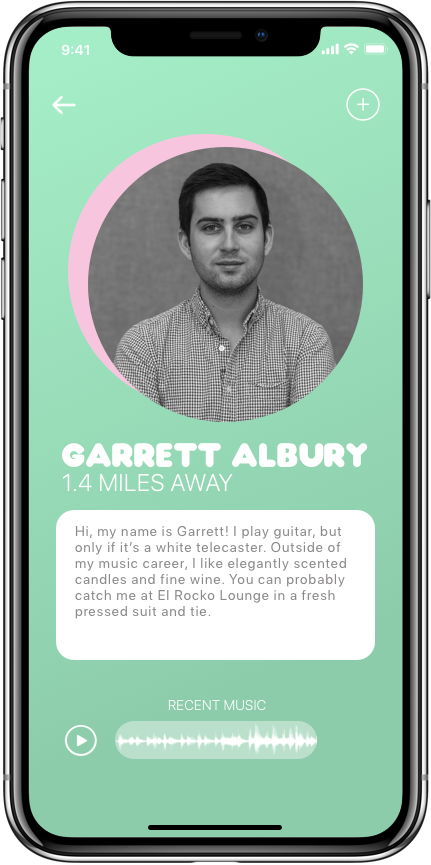 9:41
GARRETT ALBURY
1.4 MILES AWAY
Hi, my name is Garrett! I play guitar, but
only if it’s a white telecaster. Outside of
my music career, I like elegantly scented
candles and fine wine. You can probably
catch me at El Rocko Lounge in a fresh
pressed suit and tie.
RECENT MUSIC